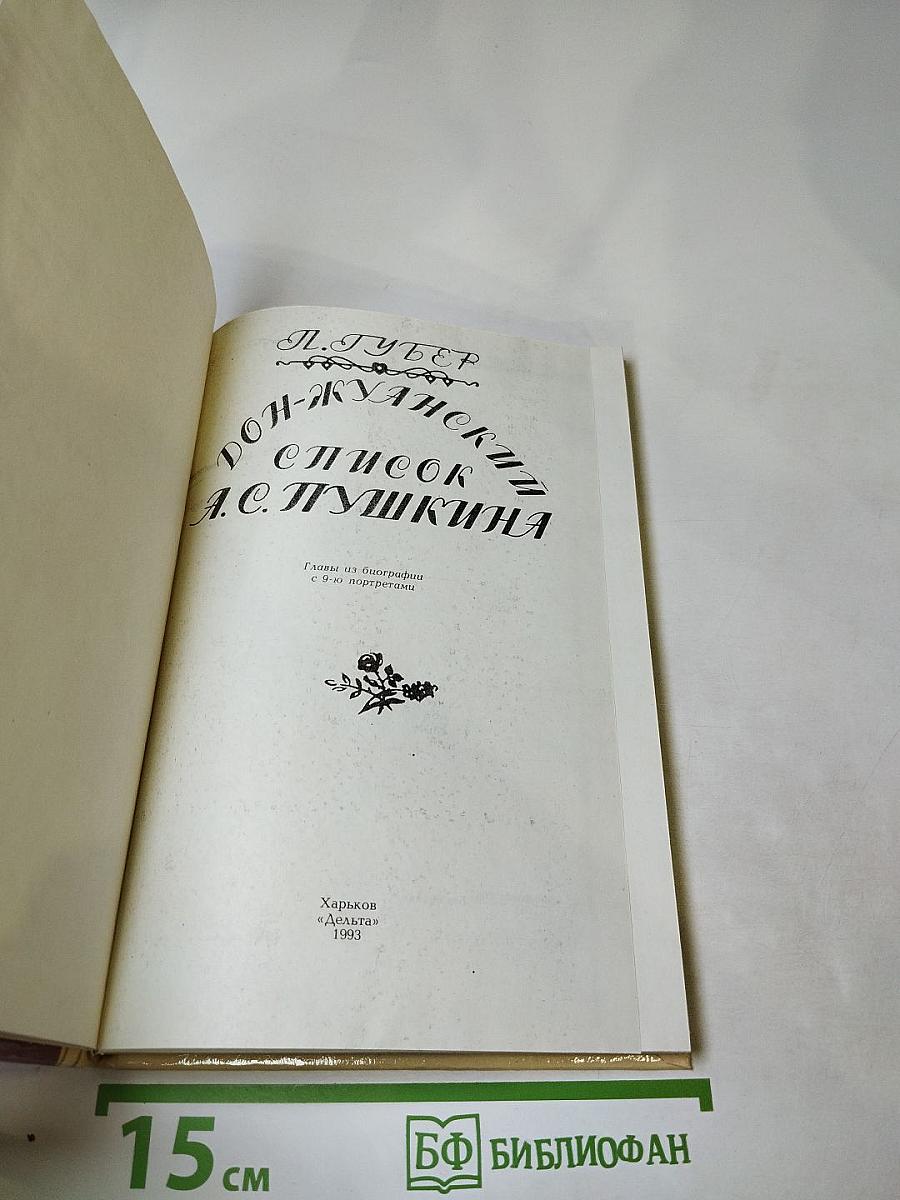 П. ГУБЕР
ДОН-ЖУАНСКИЙ
СПИСОК
А. С. ПУШКИНА
Главы из биографии
с 9-ю портретами
Харьков
«Дельта»
1993
15 см
БФ БИБЛИОФАН